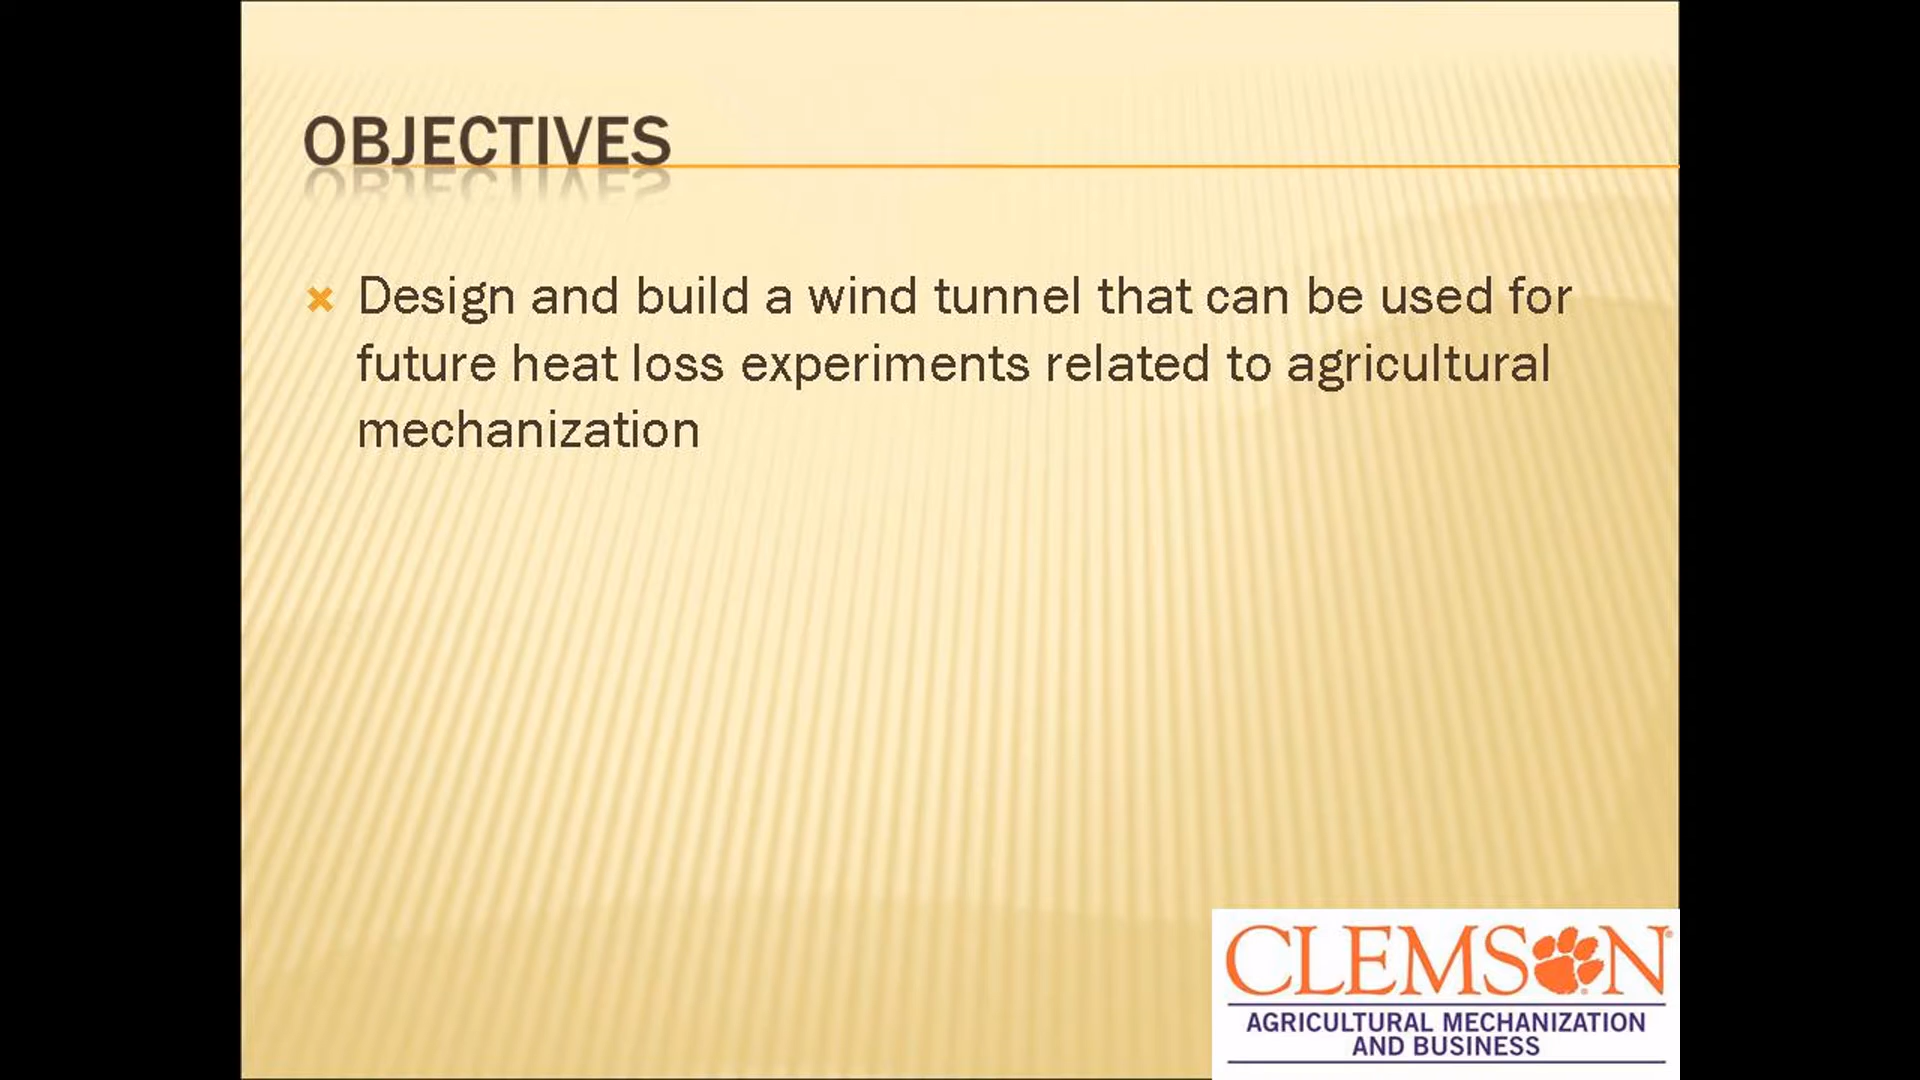 OBJECTIVES
Design and build a wind tunnel that can be used for
future heat loss experiments related to agricultural
mechanization
CLEMSON
AGRICULTURAL MECHANIZATION
AND BUSINESS